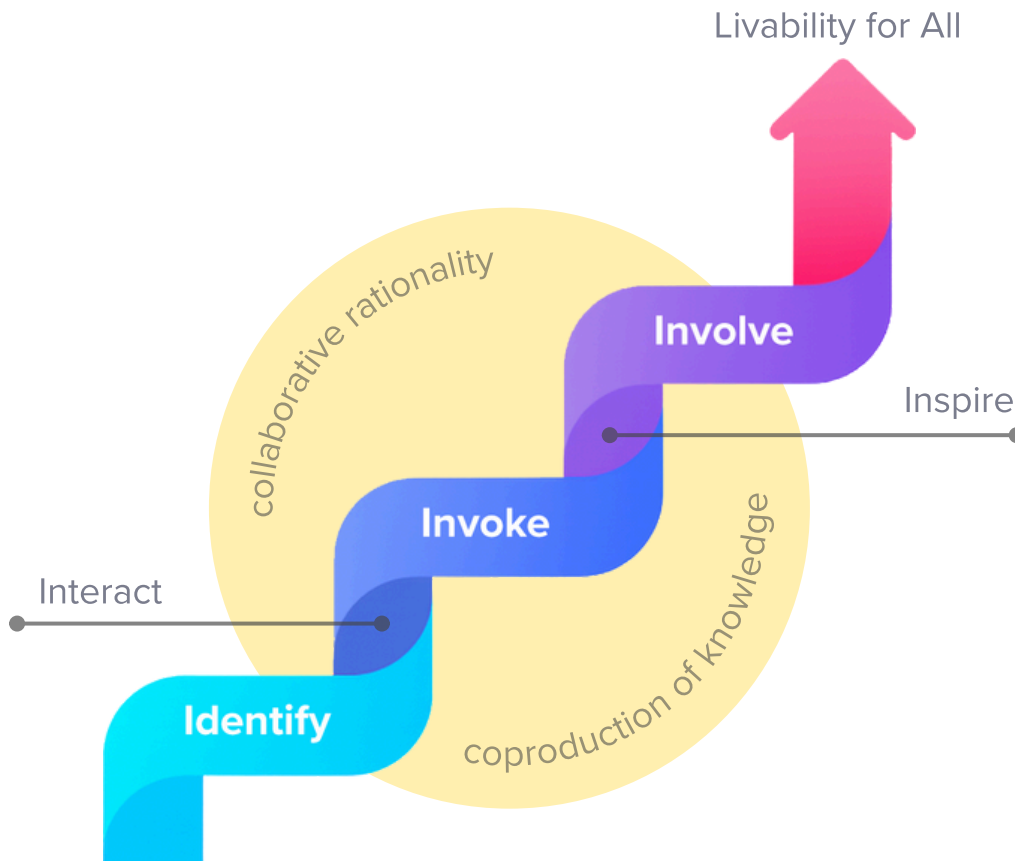 Livability for All
collaborative rationality
Involve
Inspire
Invoke
coproduction of knowledge
Interact
Identify